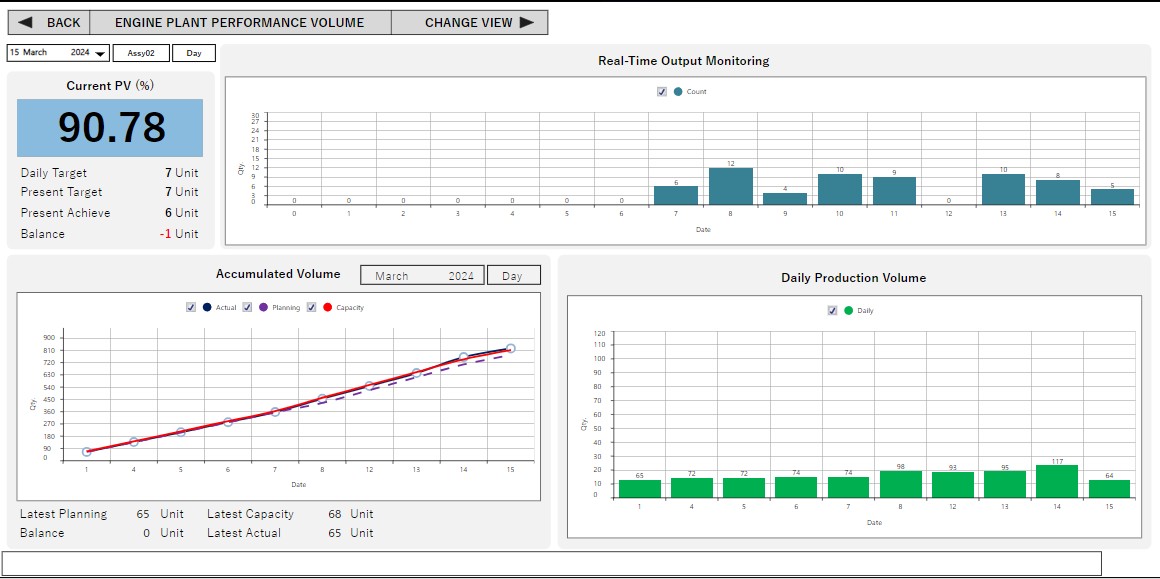 BACK ENGINE PLANT PERFORMANCE VOLUME CHANGE VIEW
15 March 2024 Assy02 Day
Current PV (%)
90.78
Daily Target 7 Unit
Present Target 7 Unit
Present Achieve 6 Unit
Balance -1 Unit
Real-Time Output Monitoring
Count
30
27
24
21
18
15
12
9
6
3
0
Qty.
0 0 0 0 0 0 0 6 12 4 10 9 0 10 8 5
0 1 2 3 4 5 6 7 8 9 10 11 12 13 14 15
Date
Accumulated Volume March 2024 Day
Actual Planning Capacity
900
810
720
630
540
450
360
270
180
90
0
Qty.
1 4 5 6 7 8 12 13 14 15
Date
Latest Planning 65 Unit Latest Capacity 68 Unit
Balance 0 Unit Latest Actual 65 Unit
Daily Production Volume
Daily
120
110
100
90
80
70
60
50
40
30
20
10
0
Qty.
65 72 72 74 74 98 93 95 117 64
1 4 5 6 7 8 12 13 14 15
Date